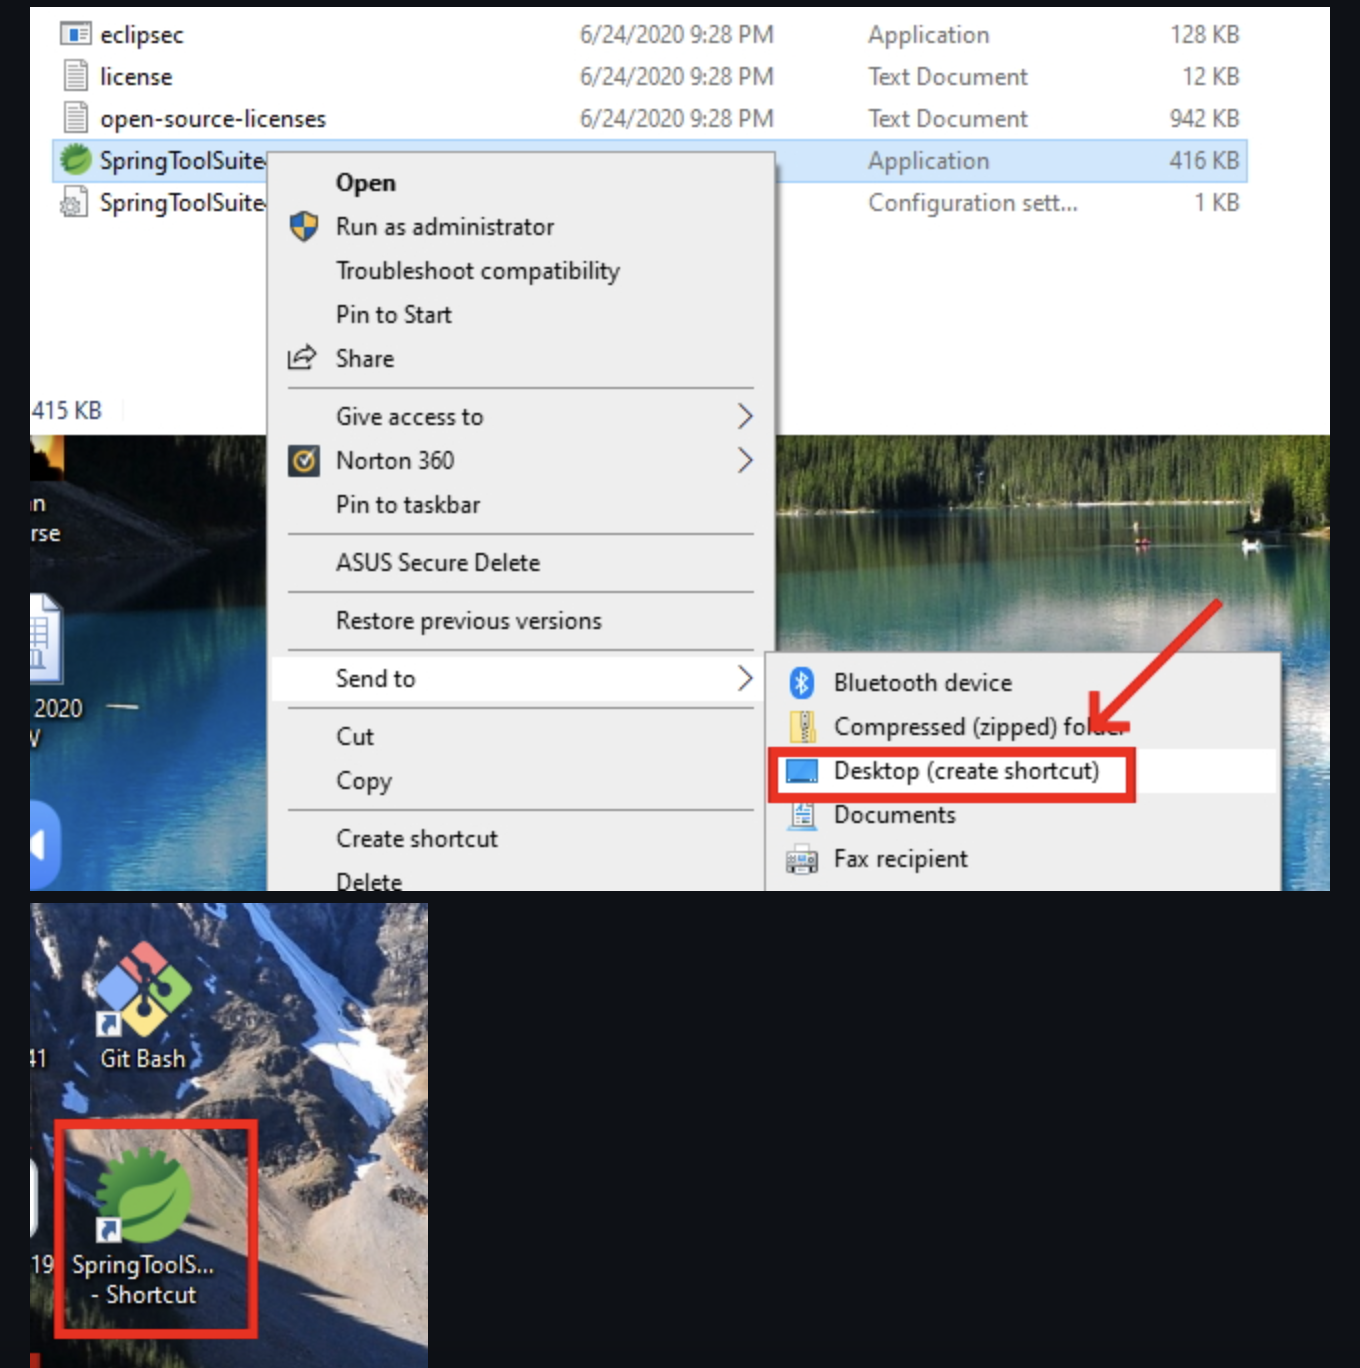 eclipsec 6/24/2020 9:28 PM Application 128 KB
license 6/24/2020 9:28 PM Text Document 12 KB
open-source-licenses 6/24/2020 9:28 PM Text Document 942 KB
SpringToolSuite Application 416 KB
SpringToolSuite Configuration sett... 1 KB
Open
Run as administrator
Troubleshoot compatibility
Pin to Start
Share
415 KB
Give access to
Norton 360
Pin to taskbar
ASUS Secure Delete
Restore previous versions
Send to
Cut
Copy
Create shortcut
Delete
n
rse
2020
Bluetooth device
Compressed (zipped) folder
Desktop (create shortcut)
Documents
Fax recipient
41
Git Bash
19
SpringToolS...
- Shortcut